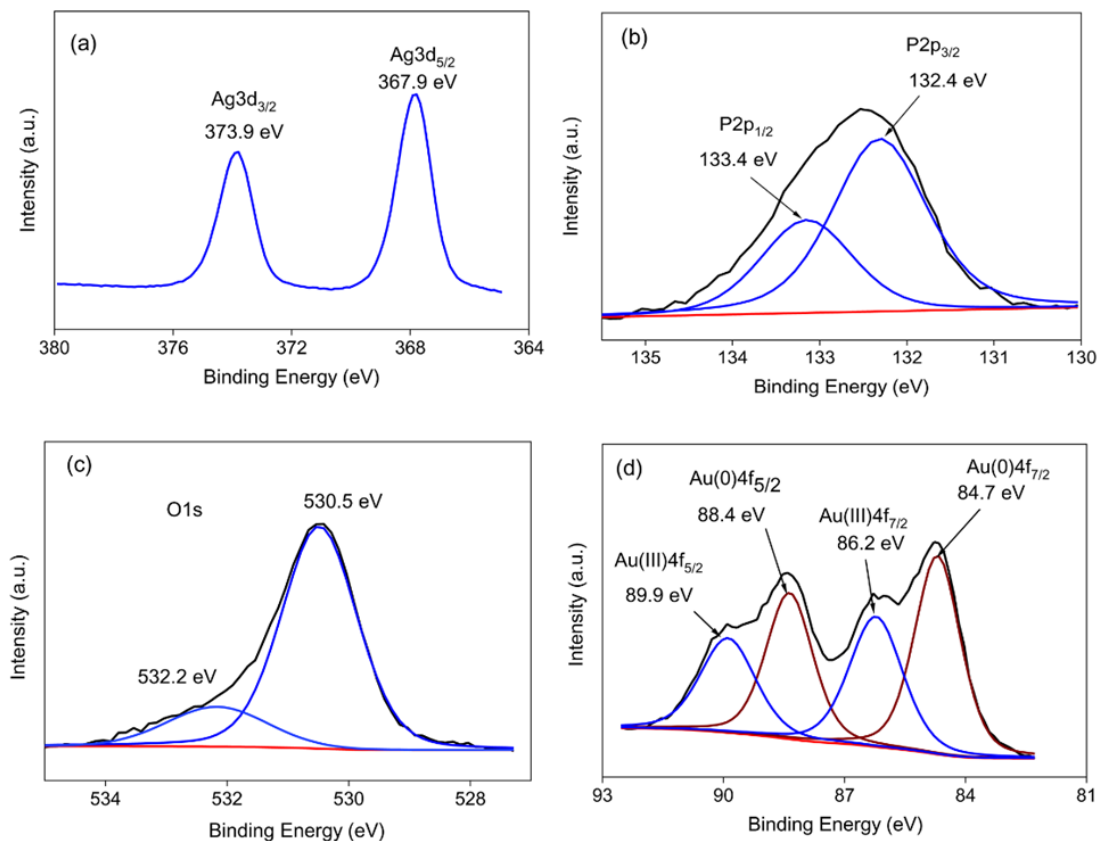 (a)
Ag3d5/2
367.9 eV
Ag3d3/2
373.9 eV
Intensity (a.u.)
380 376 372 368 364
Binding Energy (eV)
(b)
P2p3/2
132.4 eV
P2p1/2
133.4 eV
Intensity (a.u.)
135 134 133 132 131 130
Binding Energy (eV)
(c)
O1s
530.5 eV
532.2 eV
Intensity (a.u.)
534 532 530 528
Binding Energy (eV)
(d)
Au(0)4f7/2
84.7 eV
Au(0)4f5/2
88.4 eV
Au(III)4f7/2
86.2 eV
Au(III)4f5/2
89.9 eV
Intensity (a.u.)
93 90 87 84 81
Binding Energy (eV)